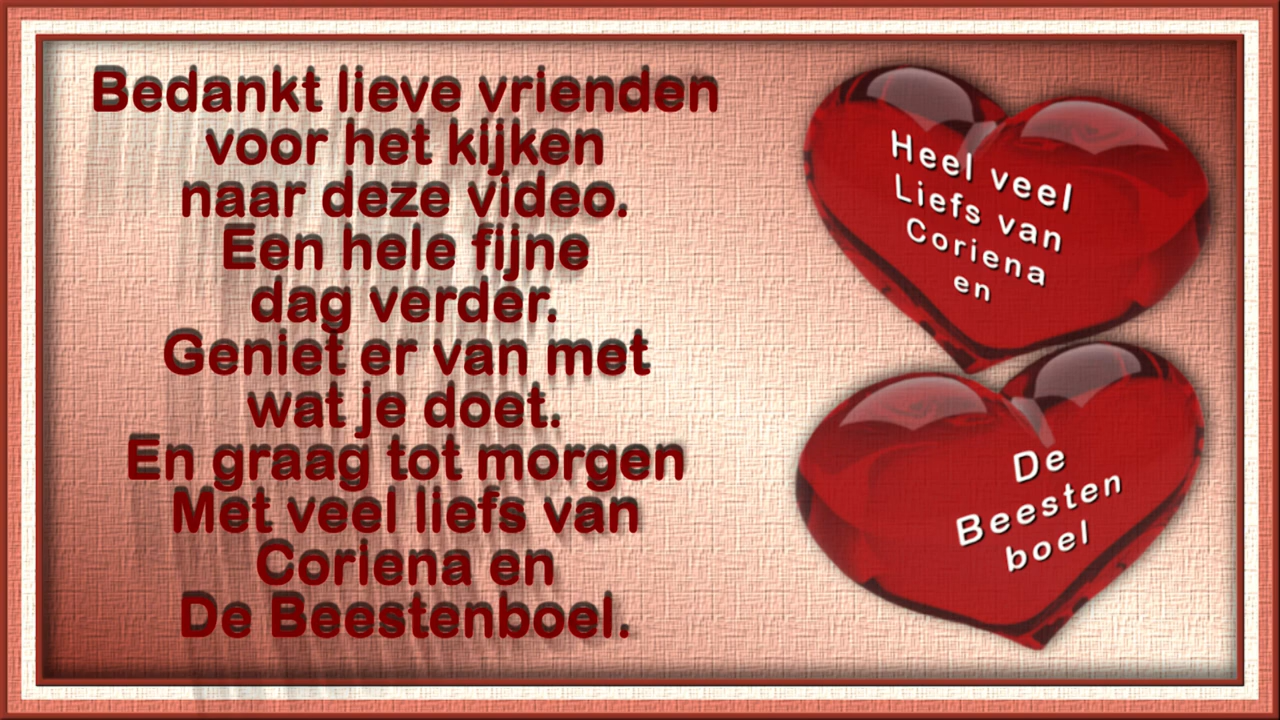 Bedankt lieve vrienden
voor het kijken
naar deze video.
Een hele fijne
dag verder.
Geniet er van met
wat je doet.
En graag tot morgen
Met veel liefs van
Coriena en
De Beestenboel.
Heel veel
Liefs van
Coriena
en
De
Beesten
boel